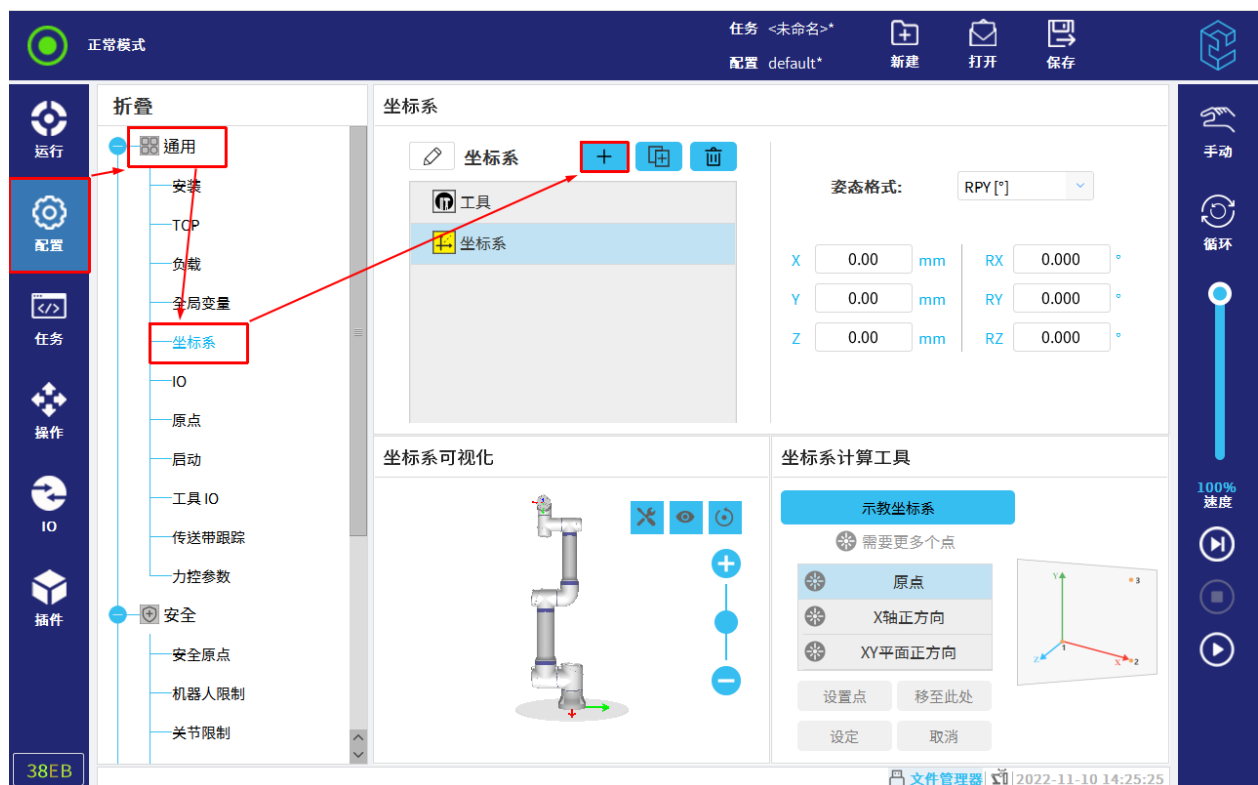 正常模式
任务 <未命名>*
配置 default*
新建
打开
保存
运行
配置
任务
操作
IO
插件
38EB
折叠
通用
安装
TCP
负载
全局变量
坐标系
IO
原点
启动
工具 IO
传送带跟踪
力控参数
安全
安全原点
机器人限制
关节限制
坐标系
坐标系
工具
坐标系
姿态格式: RPY [°]
X 0.00 mm RX 0.000 °
Y 0.00 mm RY 0.000 °
Z 0.00 mm RZ 0.000 °
坐标系可视化
坐标系计算工具
示教坐标系
需要更多个点
原点
X轴正方向
XY平面正方向
Y 3
1
Z X 2
设置点 移至此处
设定 取消
手动
循环
100%
速度
文件管理器 2022-11-10 14:25:25